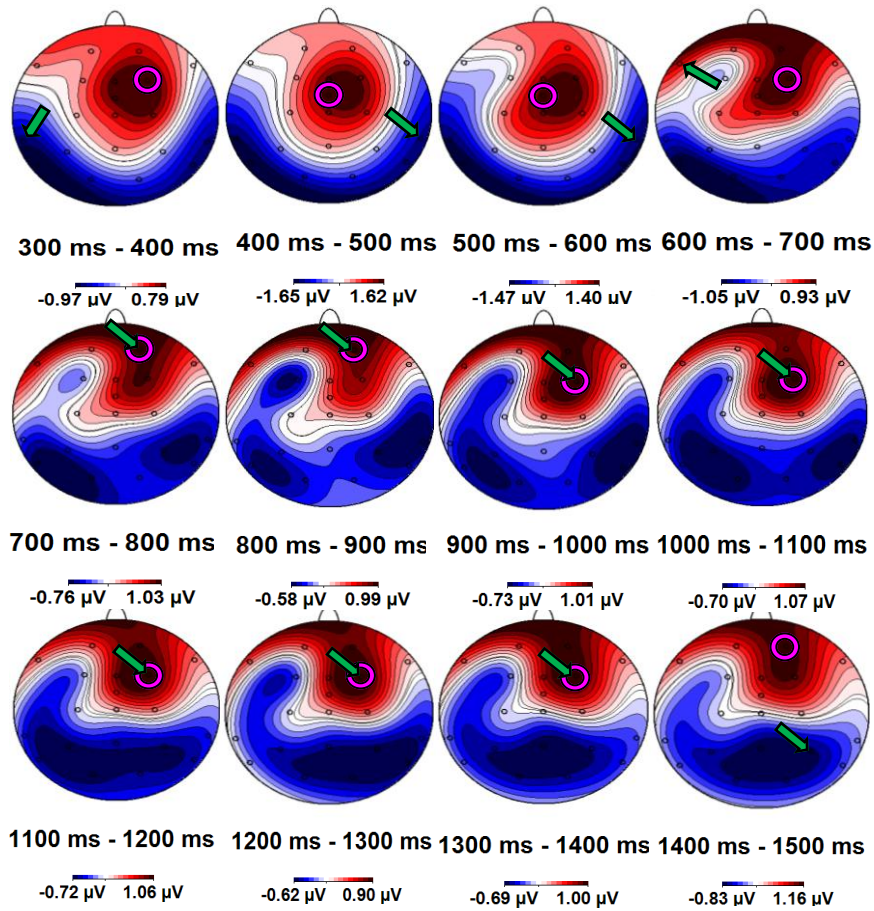 300 ms - 400 ms 400 ms - 500 ms 500 ms - 600 ms 600 ms - 700 ms
-0.97 µV 0.79 µV -1.65 µV 1.62 µV -1.47 µV 1.40 µV -1.05 µV 0.93 µV
700 ms - 800 ms 800 ms - 900 ms 900 ms - 1000 ms 1000 ms - 1100 ms
-0.76 µV 1.03 µV -0.58 µV 0.99 µV -0.73 µV 1.01 µV -0.70 µV 1.07 µV
1100 ms - 1200 ms 1200 ms - 1300 ms 1300 ms - 1400 ms 1400 ms - 1500 ms
-0.72 µV 1.06 µV -0.62 µV 0.90 µV -0.69 µV 1.00 µV -0.83 µV 1.16 µV